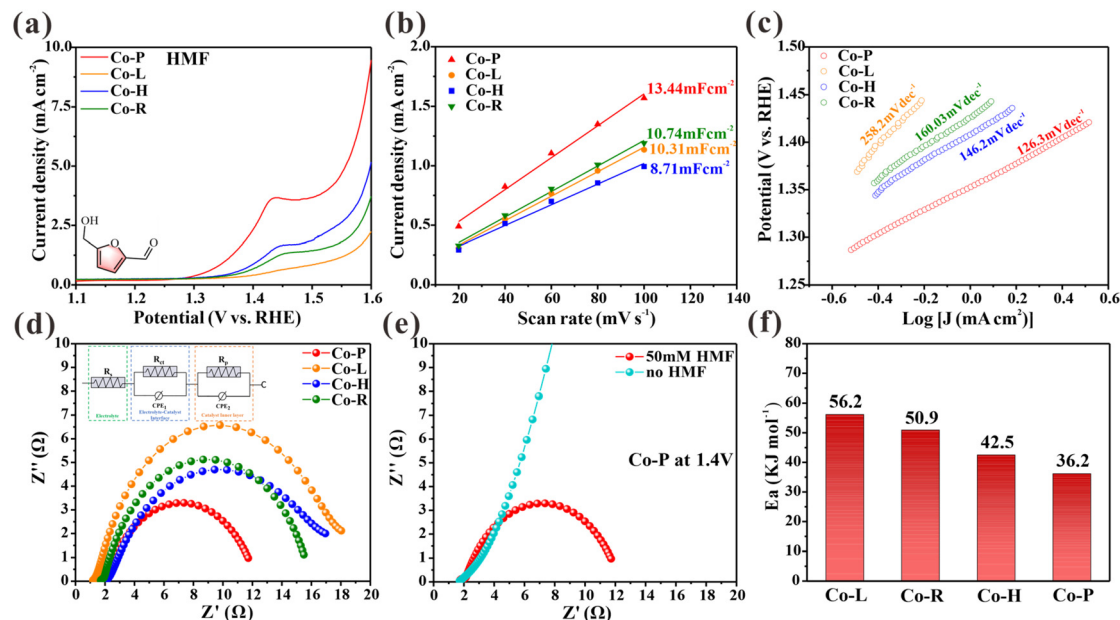 (a)
10.0
7.5
5.0
2.5
0.0
Current density (mA cm⁻²)
Co-P
Co-L
Co-H
Co-R
HMF
OH
O
O
1.1 1.2 1.3 1.4 1.5 1.6
Potential (V vs. RHE)
(b)
2.0
1.5
1.0
0.5
0.0
Current density (mA cm⁻²)
Co-P
Co-L
Co-H
Co-R
13.44mFcm⁻²
10.74mFcm⁻²
10.31mFcm⁻²
8.71mFcm⁻²
20 40 60 80 100 120 140
Scan rate (mV s⁻¹)
(c)
1.50
1.45
1.40
1.35
1.30
1.25
Potential (V vs. RHE)
Co-P
Co-L
Co-H
Co-R
258.2mVdec⁻¹
160.03mVdec⁻¹
146.2mVdec⁻¹
126.3mVdec⁻¹
-0.6 -0.4 -0.2 0.0 0.2 0.4 0.6
Log [J (mA cm²)]
(d)
10
9
8
7
6
5
4
3
2
1
0
Z'' (Ω)
Rs
Rct
Rp
CPE1
CPE2
C
Electrolyte
Electrolyte-Catalyst
Interface
Catalyst Inner layer
Co-P
Co-L
Co-H
Co-R
0 2 4 6 8 10 12 14 16 18 20
Z' (Ω)
(e)
10
9
8
7
6
5
4
3
2
1
0
Z'' (Ω)
50mM HMF
no HMF
Co-P at 1.4V
0 2 4 6 8 10 12 14 16 18 20
Z' (Ω)
(f)
80
70
60
50
40
30
20
10
0
Ea (KJ mol⁻¹)
56.2
50.9
42.5
36.2
Co-L Co-R Co-H Co-P